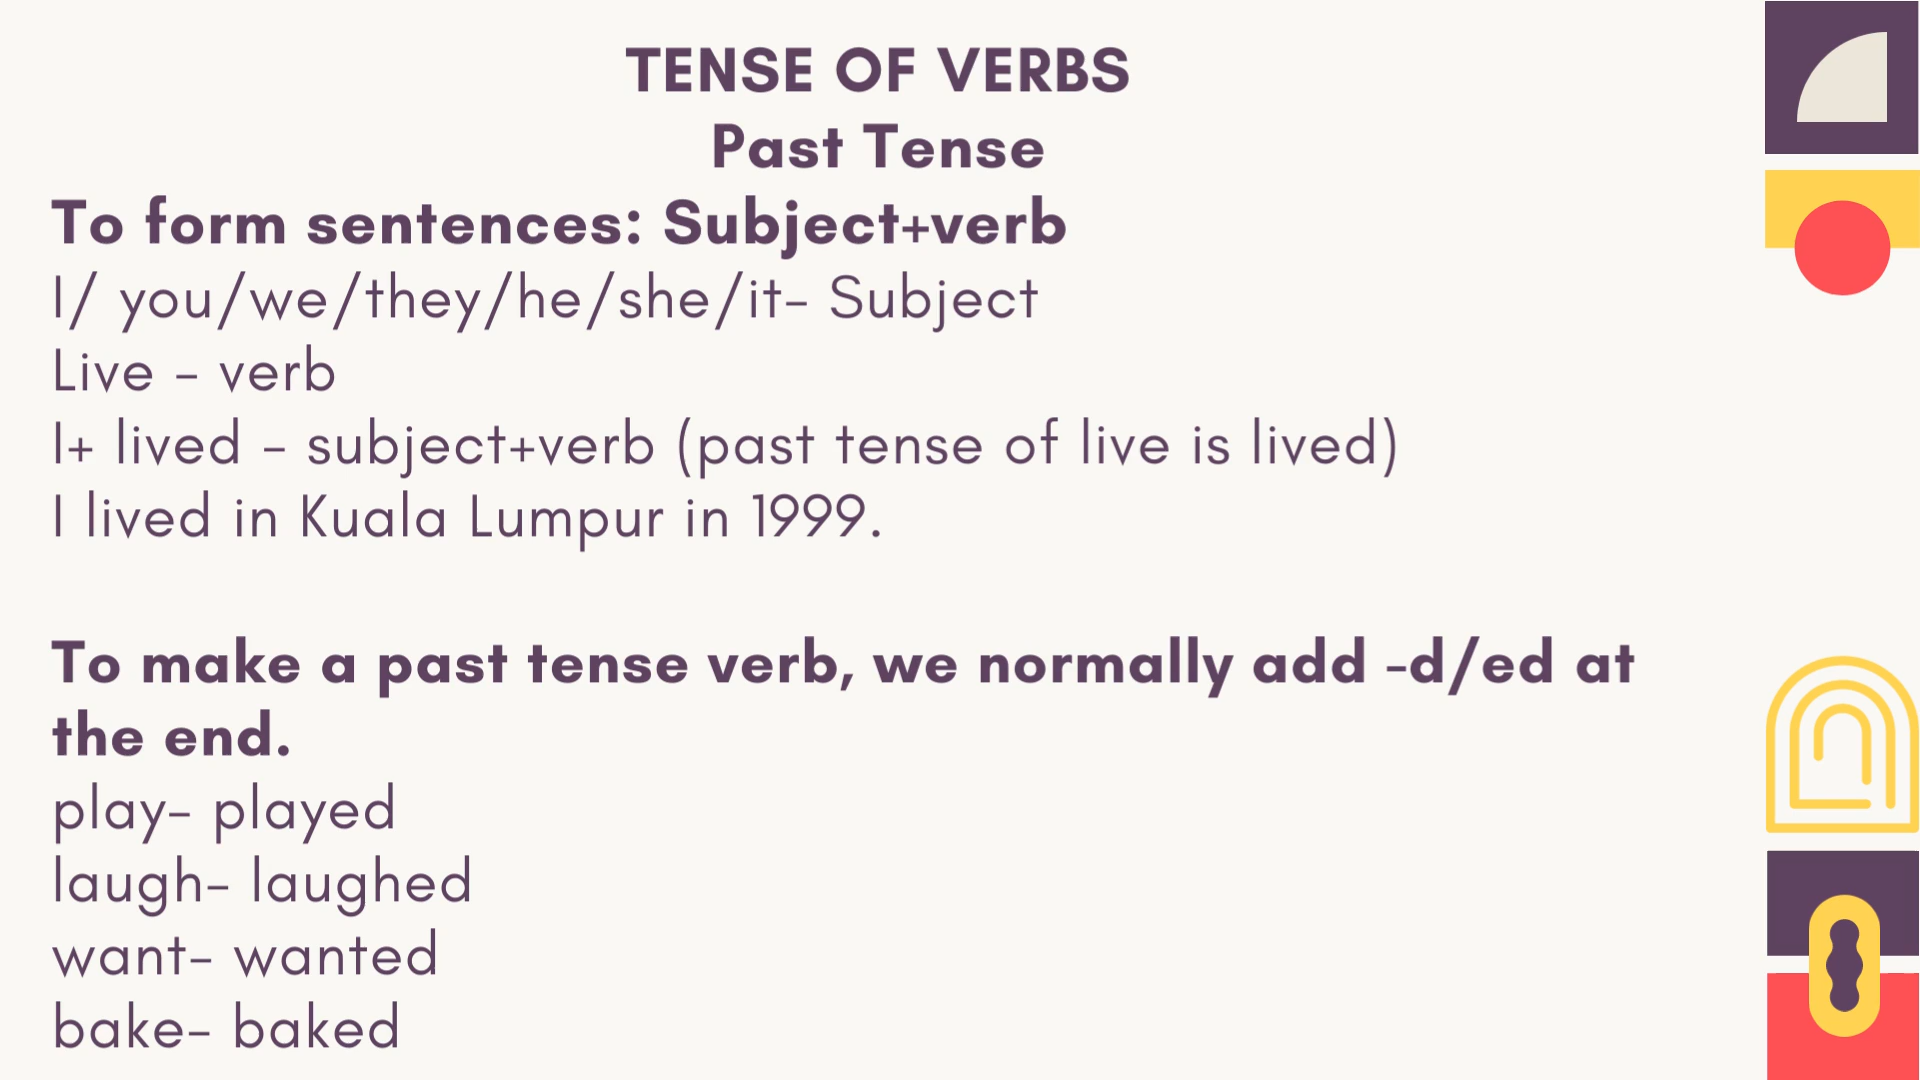 TENSE OF VERBS
Past Tense
To form sentences: Subject+verb
I/ you/we/they/he/she/it- Subject
Live - verb
I+ lived - subject+verb (past tense of live is lived)
I lived in Kuala Lumpur in 1999.
To make a past tense verb, we normally add -d/ed at
the end.
play- played
laugh- laughed
want- wanted
bake- baked